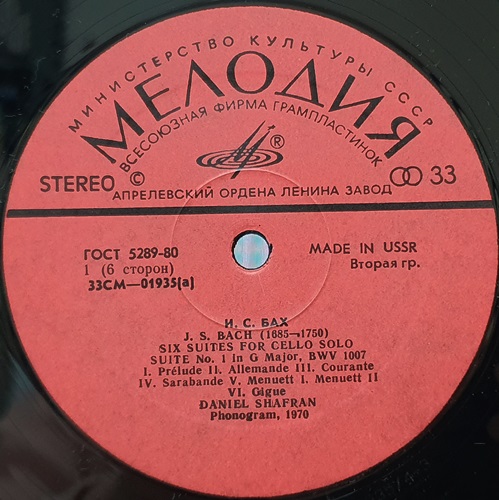 МИНИСТЕРСТВО КУЛЬТУРЫ СССР
МЕЛОДИЯ
ВСЕСОЮЗНАЯ ФИРМА ГРАМПЛАСТИНОК
®
STEREO ©
33
АПРЕЛЕВСКИЙ ОРДЕНА ЛЕНИНА ЗАВОД
ГОСТ 5289-80
MADE IN USSR
1 (6 сторон)
Вторая гр.
33СМ—01935(а)
И. С. БАХ
J. S. BACH (1685—1750)
SIX SUITES FOR CELLO SOLO
SUITE No. 1 in G Major, BWV 1007
I. Prélude II. Allemande III. Courante
IV. Sarabande V. Menuett I. Menuett II
VI. Gigue
DANIEL SHAFRAN
Phonogram, 1970